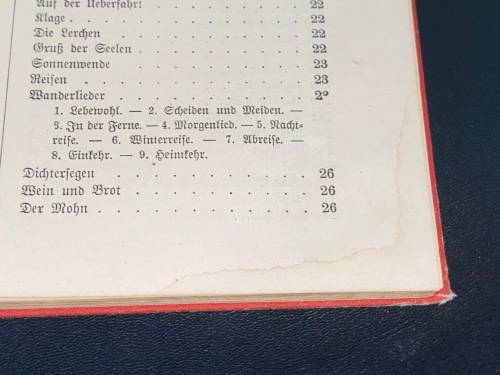 Auf der Ueberfahrt . . . . . . . . . . 22
Klage . . . . . . . . . . . . . . 22
Die Lerchen . . . . . . . . . . . 22
Gruß der Seelen . . . . . . . . . 22
Sonnenwende . . . . . . . . . . 23
Reisen . . . . . . . . . . . . . 23
Wanderlieder . . . . . . . . . .
1. Lebewohl. — 2. Scheiden und Meiden. —
3. In der Ferne. — 4. Morgenlied. — 5. Nacht-
reise. — 6. Winterreise. — 7. Abreise. —
8. Einkehr. — 9. Heimkehr.
Dichtersegen . . . . . . . . . . . 26
Wein und Brot . . . . . . . . . . 26
Der Mohn . . . . . . . . . . . . 26